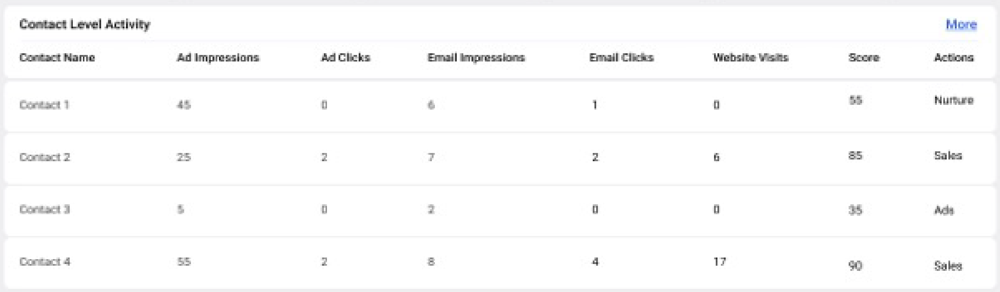 Contact Level Activity More
Contact Name Ad Impressions Ad Clicks Email Impressions Email Clicks Website Visits Score Actions
Contact 1 45 0 6 1 0 55 Nurture
Contact 2 25 2 7 2 6 85 Sales
Contact 3 5 0 2 0 0 35 Ads
Contact 4 55 2 8 4 17 90 Sales